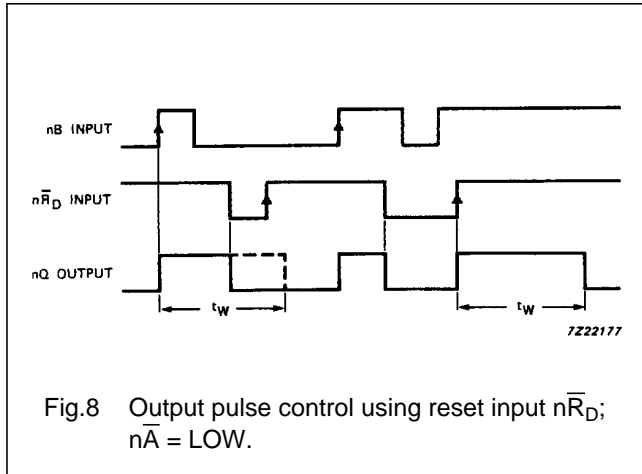 nB INPUT
nR̅D INPUT
nQ OUTPUT
tW
tW
7Z22177
Fig.8 Output pulse control using reset input nR̅D;
nA̅ = LOW.